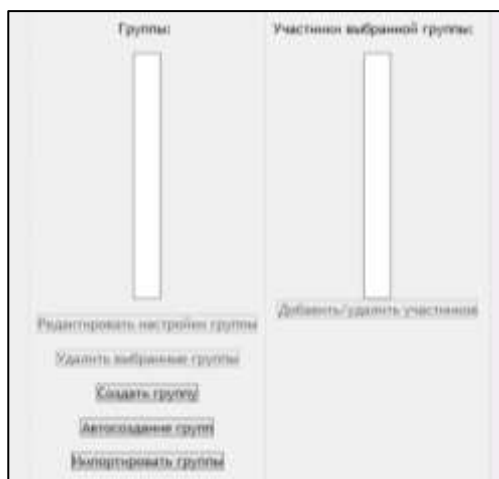 Группы:
Участники выбранной группы:
Редактировать настройки группы
Добавить/удалить участников
Удалить выбранные группы
Создать группу
Автосоздание групп
Импортировать группы